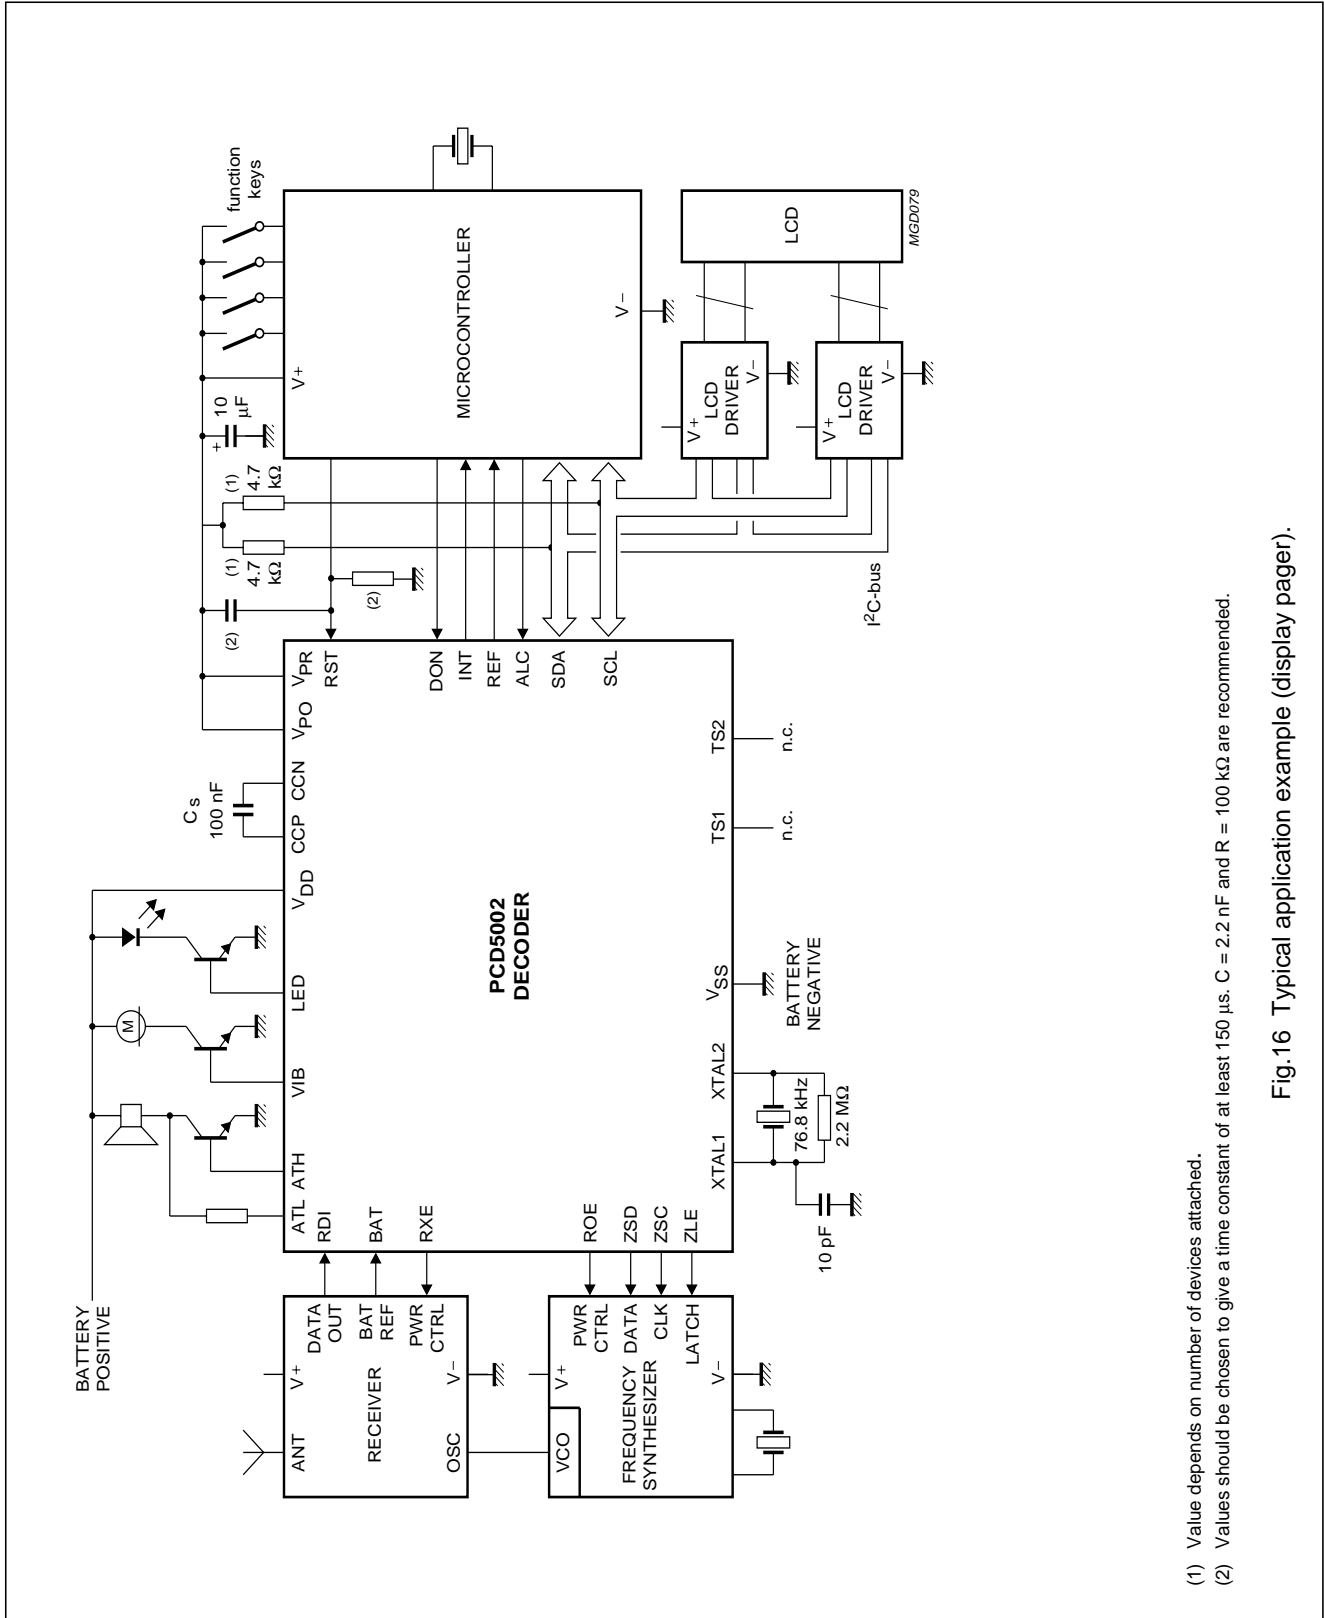 BATTERY
POSITIVE
ANT
V+
RECEIVER
OSC
V−
DATA
OUT
BAT
REF
PWR
CTRL
VCO
V+
FREQUENCY
SYNTHESIZER
V−
PWR
CTRL
DATA
CLK
LATCH
ATL
ATH
VIB
LED
VDD
CCP
CCN
VPO
VPR
M
Cs
100 nF
RDI
BAT
RXE
ROE
ZSD
ZSC
ZLE
PCD5002
DECODER
RST
DON
INT
REF
ALC
SDA
SCL
XTAL1
XTAL2
VSS
TS1
TS2
10 pF
76.8 kHz
2.2 MΩ
BATTERY
NEGATIVE
n.c.
n.c.
(2)
(2)
(1)
4.7
kΩ
(1)
4.7
kΩ
+
10
µF
function
keys
V+
MICROCONTROLLER
V−
I2C-bus
V+
LCD
DRIVER
V−
V+
LCD
DRIVER
V−
LCD
MGD079
(1) Value depends on number of devices attached.
(2) Values should be chosen to give a time constant of at least 150 µs. C = 2.2 nF and R = 100 kΩ are recommended.
Fig.16 Typical application example (display pager).